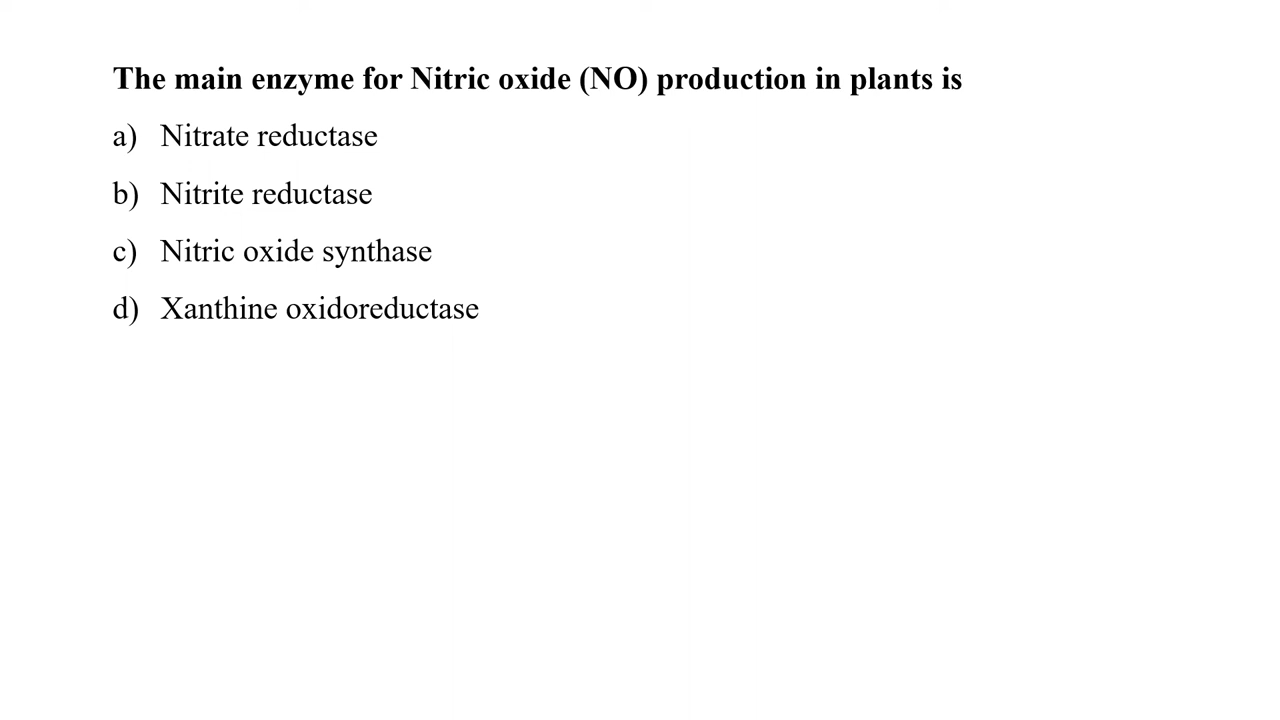 The main enzyme for Nitric oxide (NO) production in plants is
a) Nitrate reductase
b) Nitrite reductase
c) Nitric oxide synthase
d) Xanthine oxidoreductase